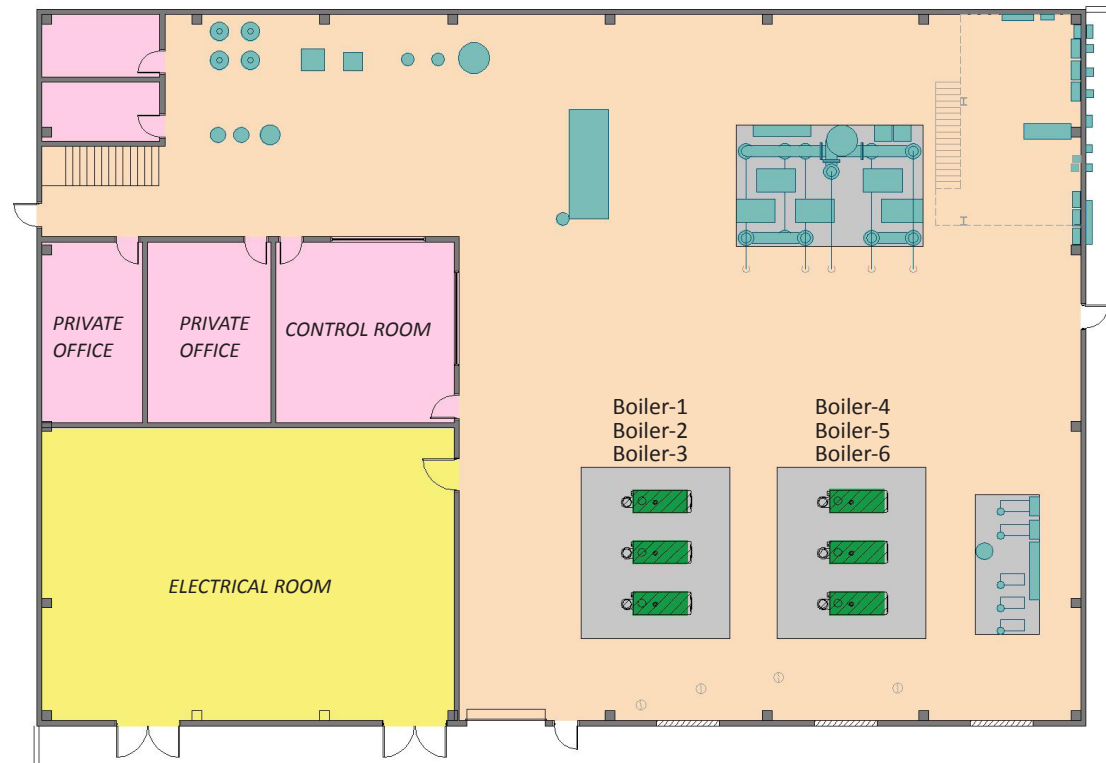 PRIVATE
OFFICE
PRIVATE
OFFICE
CONTROL ROOM
Boiler-1
Boiler-2
Boiler-3
Boiler-4
Boiler-5
Boiler-6
ELECTRICAL ROOM